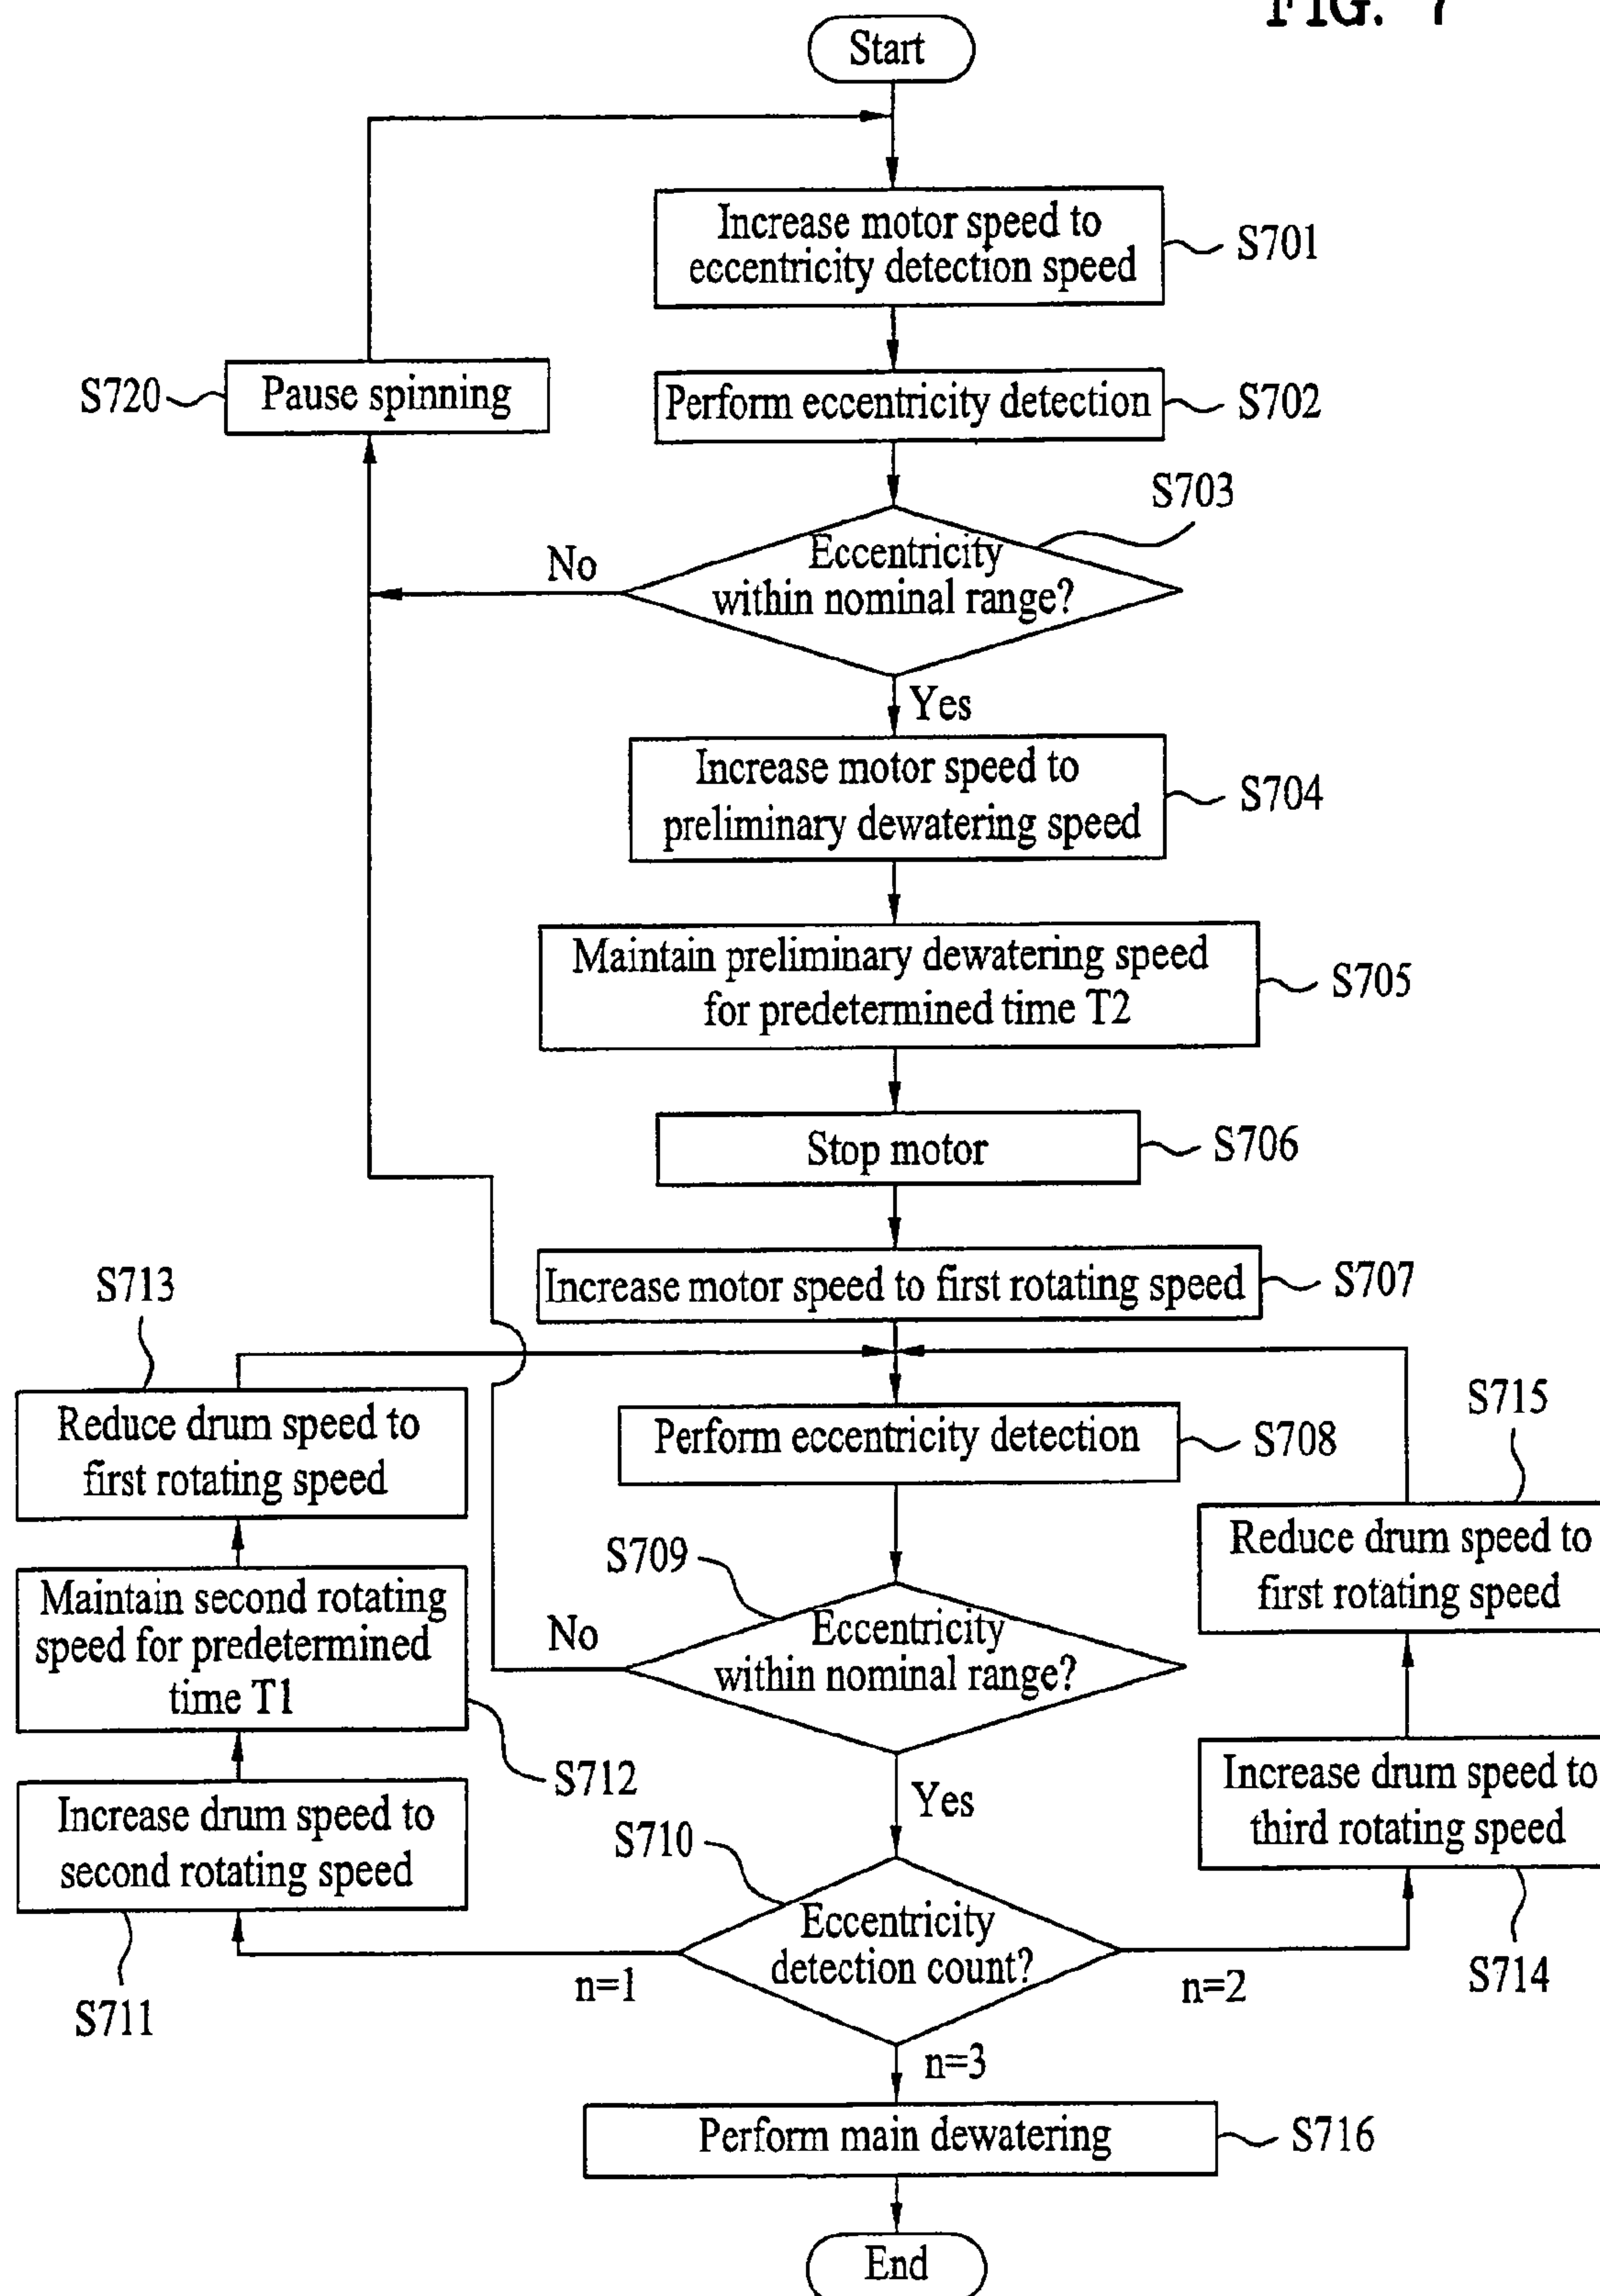 FIG. 7
Start
Increase motor speed to
eccentricity detection speed
S701
S720
Pause spinning
Perform eccentricity detection
S702
S703
Eccentricity
within nominal range?
No
Yes
Increase motor speed to
preliminary dewatering speed
S704
Maintain preliminary dewatering speed
for predetermined time T2
S705
Stop motor
S706
Increase motor speed to first rotating speed
S707
S713
Reduce drum speed to
first rotating speed
Perform eccentricity detection
S708
S715
Reduce drum speed to
first rotating speed
S709
Eccentricity
within nominal range?
No
Yes
Maintain second rotating
speed for predetermined
time T1
S712
Increase drum speed to
second rotating speed
S711
Increase drum speed to
third rotating speed
S714
S710
Eccentricity
detection count?
n=1
n=2
n=3
Perform main dewatering
S716
End